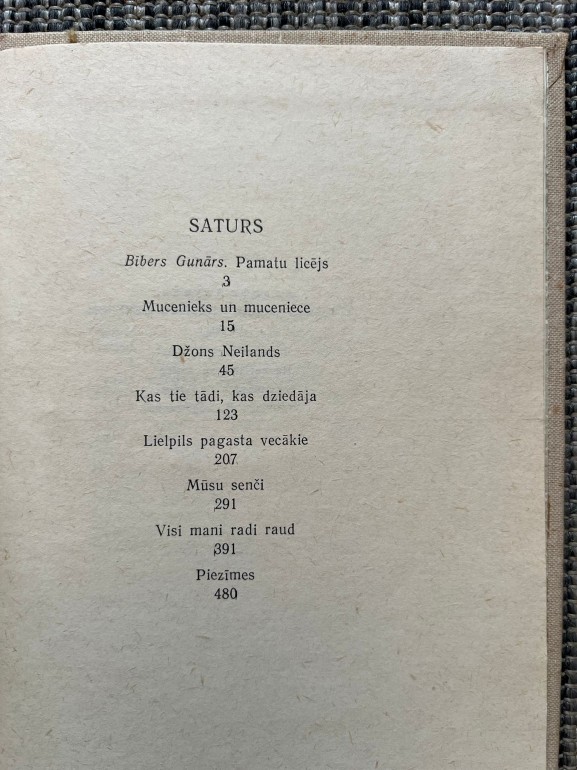 SATURS
Bibers Gunārs. Pamatu licējs
3
Mucenieks un muceniece
15
Džons Neilands
45
Kas tie tādi, kas dziedāja
123
Lielpils pagasta vecākie
207
Mūsu senči
291
Visi mani radi raud
391
Piezīmes
480